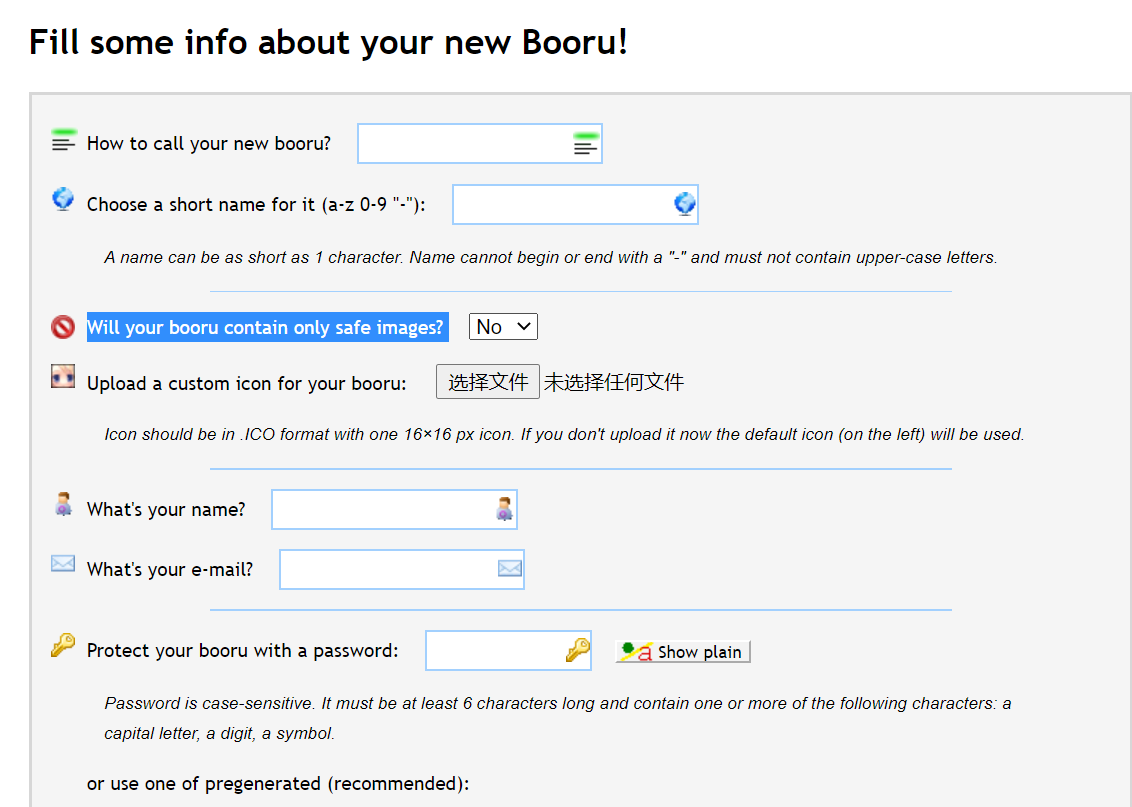 Fill some info about your new Booru!
How to call your new booru?
Choose a short name for it (a-z 0-9 "-"):
A name can be as short as 1 character. Name cannot begin or end with a "-" and must not contain upper-case letters.
Will your booru contain only safe images? No
Upload a custom icon for your booru: 选择文件 未选择任何文件
Icon should be in .ICO format with one 16×16 px icon. If you don't upload it now the default icon (on the left) will be used.
What's your name?
What's your e-mail?
Protect your booru with a password: Show plain
Password is case-sensitive. It must be at least 6 characters long and contain one or more of the following characters: a
capital letter, a digit, a symbol.
or use one of pregenerated (recommended):